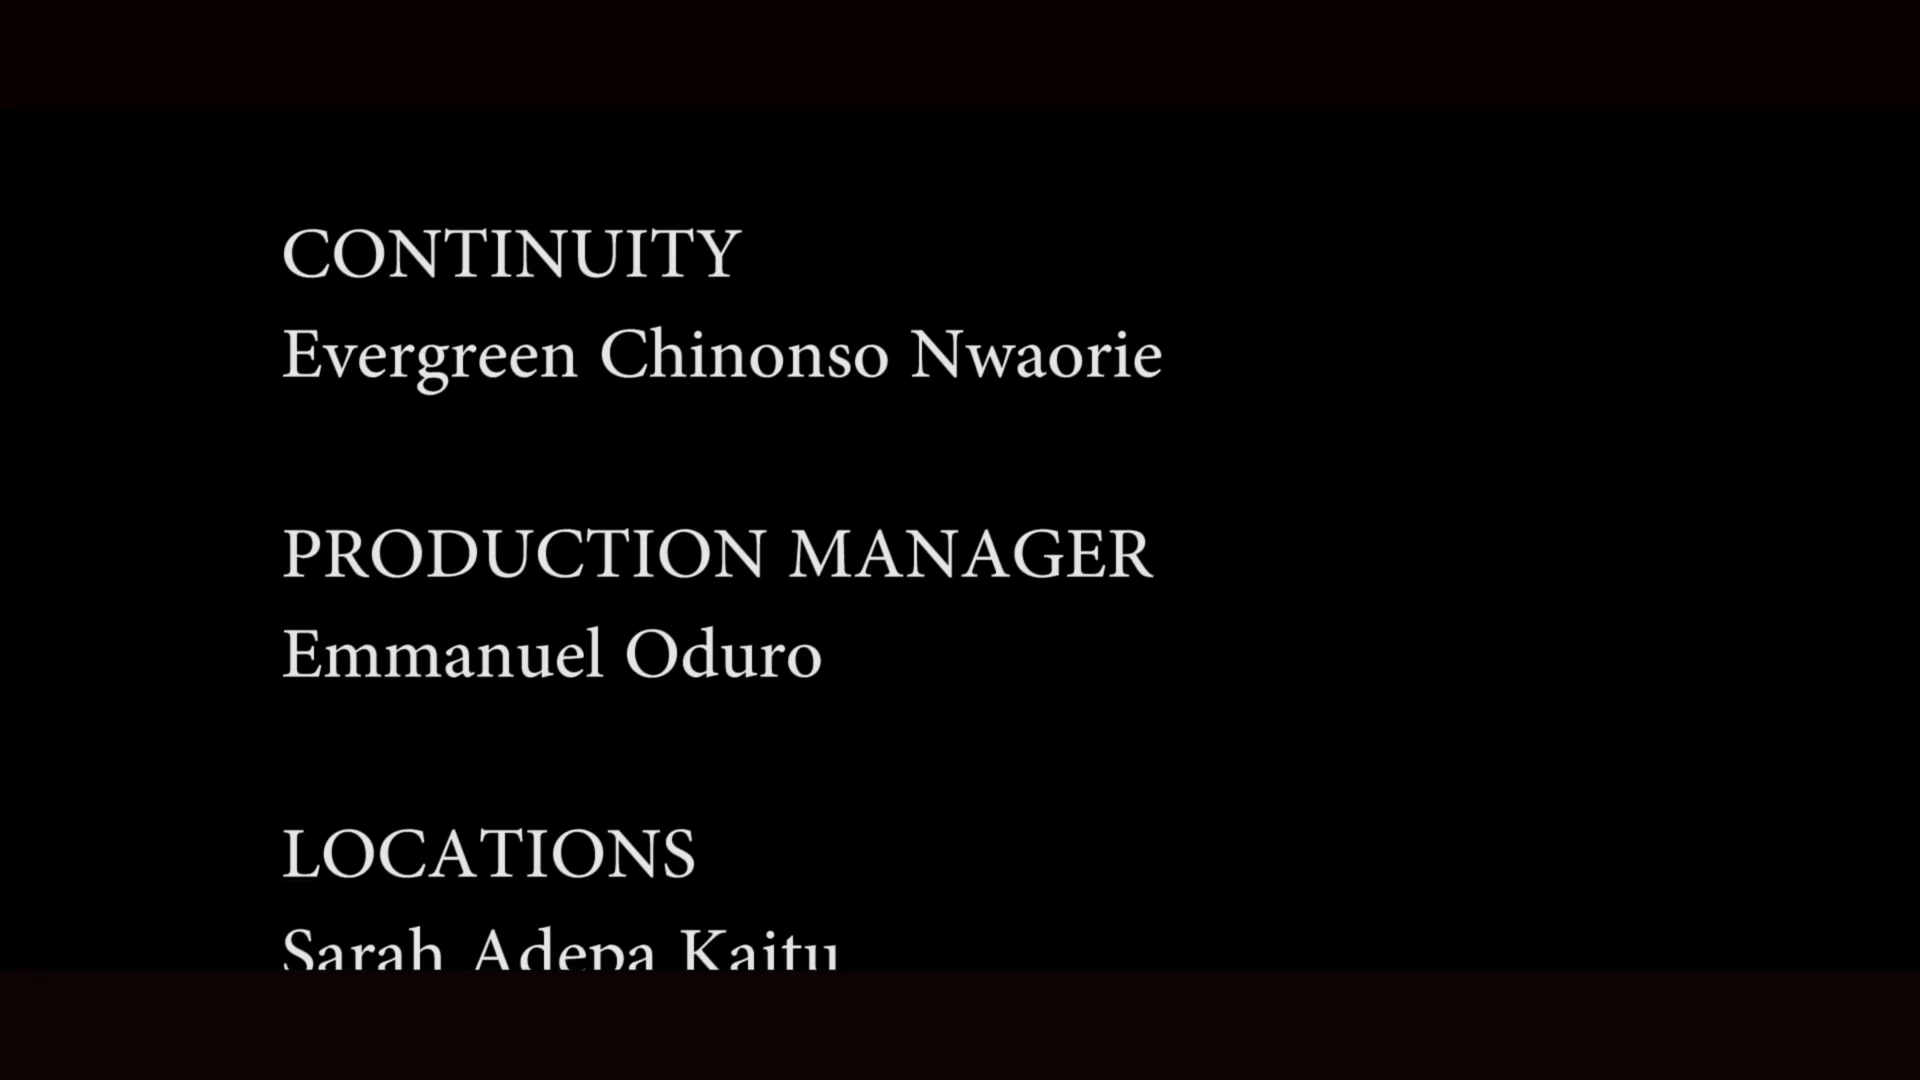 CONTINUITY
Evergreen Chinonso Nwaorie
PRODUCTION MANAGER
Emmanuel Oduro
LOCATIONS
Sarah Adepa Kaitu